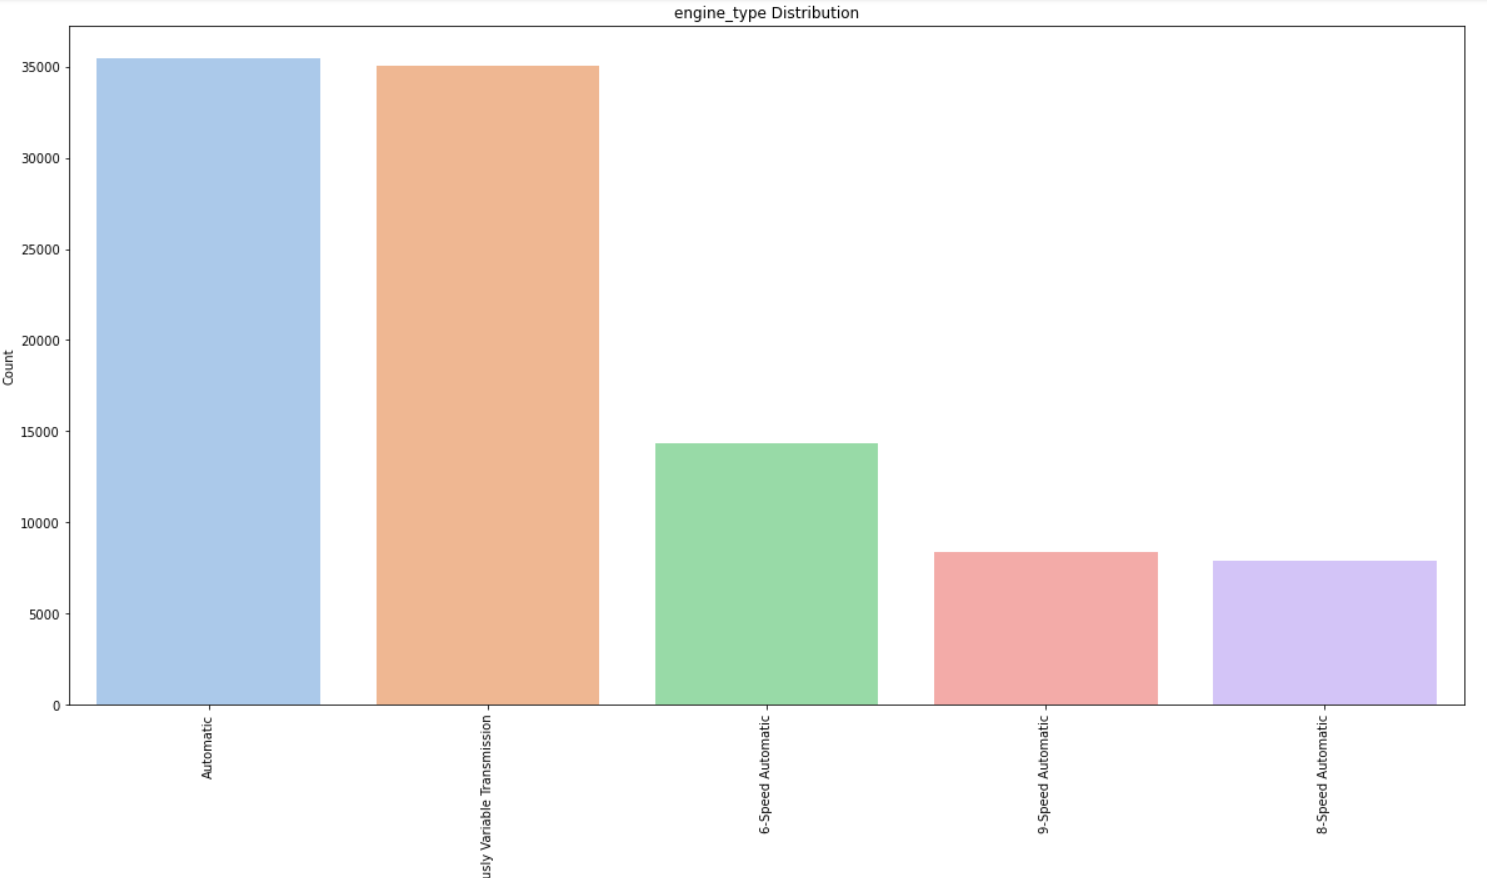 engine_type Distribution
35000
30000
25000
20000
15000
10000
5000
0
Count
Automatic
usly Variable Transmission
6-Speed Automatic
9-Speed Automatic
8-Speed Automatic